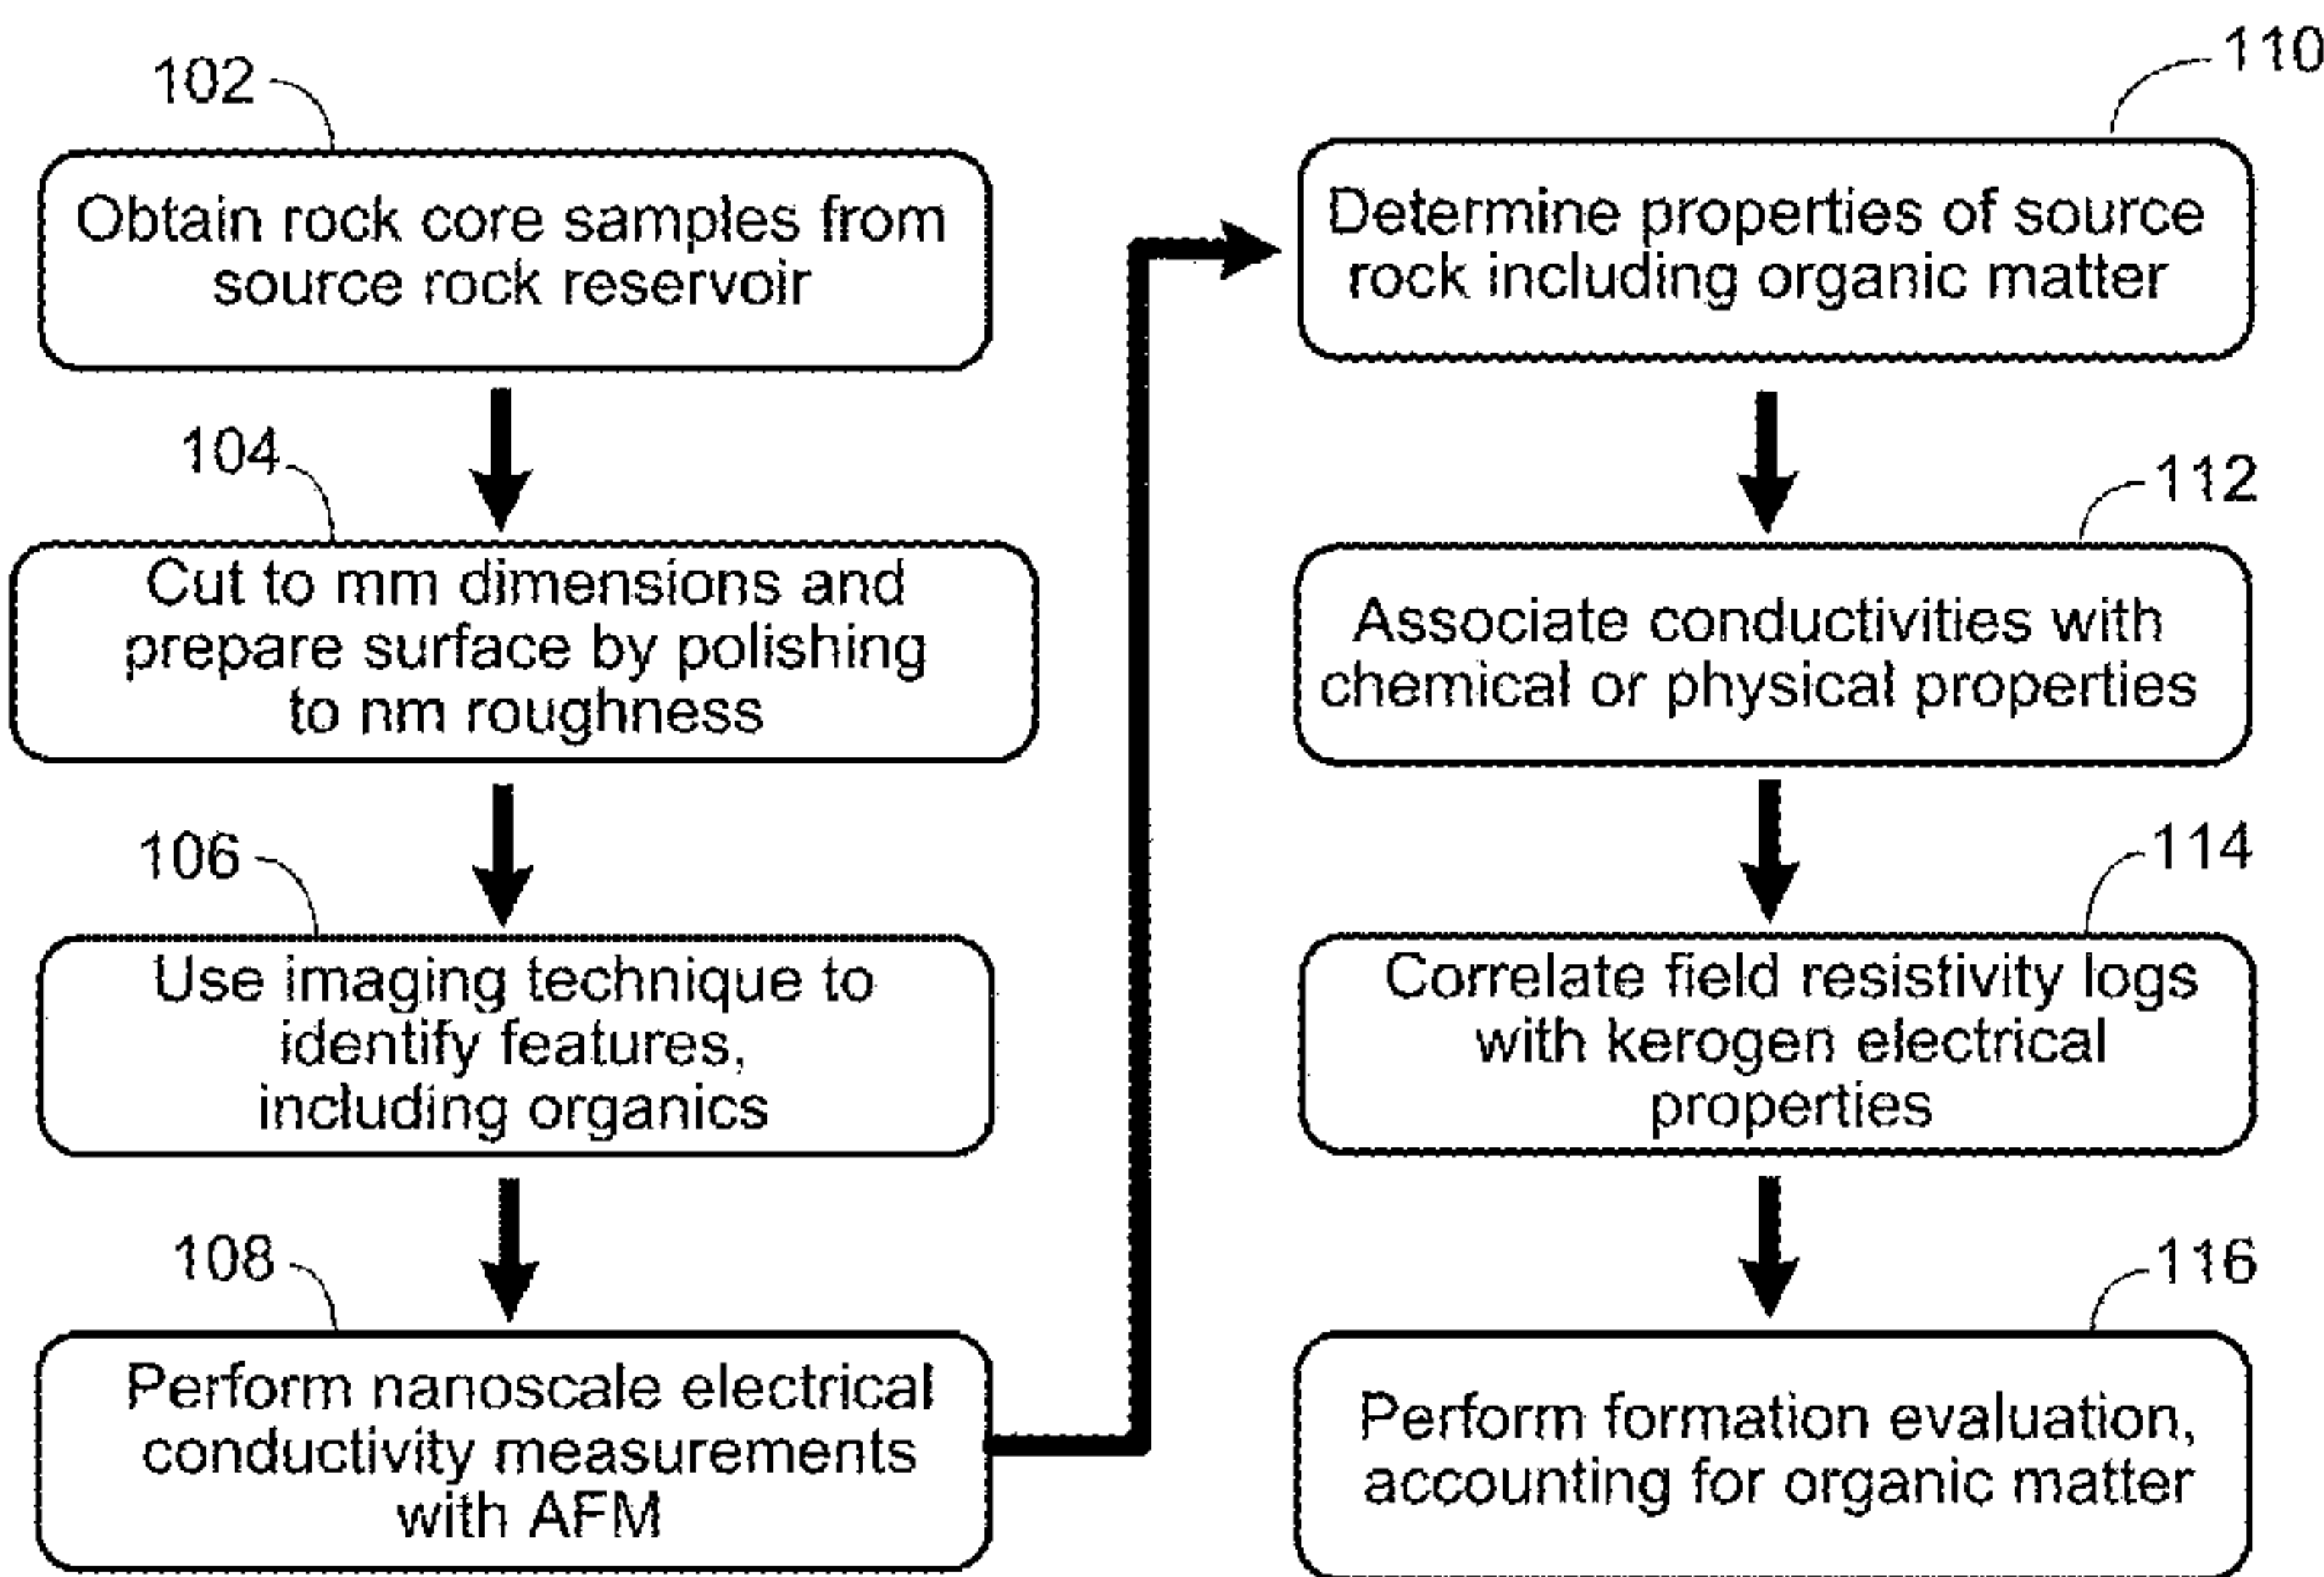 102
Obtain rock core samples from
source rock reservoir
104
Cut to mm dimensions and
prepare surface by polishing
to nm roughness
106
Use imaging technique to
identify features,
including organics
108
Perform nanoscale electrical
conductivity measurements
with AFM
110
Determine properties of source
rock including organic matter
112
Associate conductivities with
chemical or physical properties
114
Correlate field resistivity logs
with kerogen electrical
properties
116
Perform formation evaluation,
accounting for organic matter